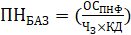 ПН_БАЗ = (ОС_ПНФ / Ч_З × КД)